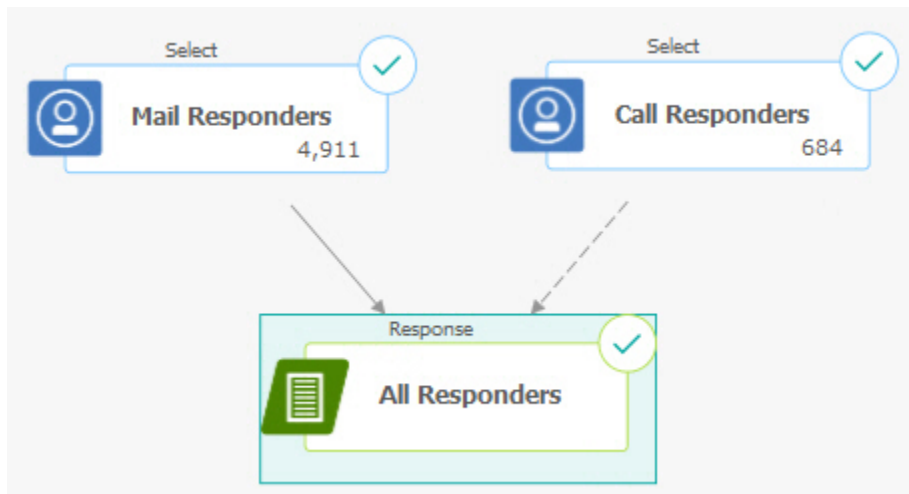 Select
Mail Responders
4,911
Select
Call Responders
684
Response
All Responders